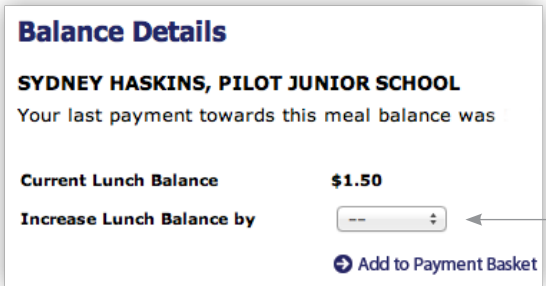 Balance Details
SYDNEY HASKINS, PILOT JUNIOR SCHOOL
Your last payment towards this meal balance was
Current Lunch Balance $1.50
Increase Lunch Balance by --
Add to Payment Basket